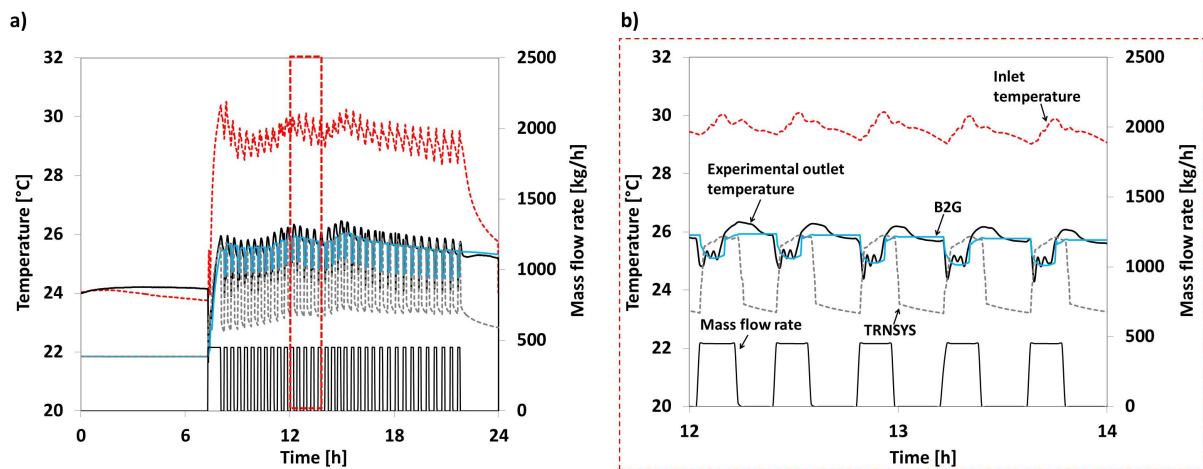 a)
32
30
28
26
24
22
20
Temperature [°C]
2500
2000
1500
1000
500
0
Mass flow rate [kg/h]
0
6
12
18
24
Time [h]
b)
32
30
28
26
24
22
20
Temperature [°C]
Inlet
temperature
Experimental outlet
temperature
B2G
Mass flow rate
TRNSYS
2500
2000
1500
1000
500
0
Mass flow rate [kg/h]
12
13
14
Time [h]